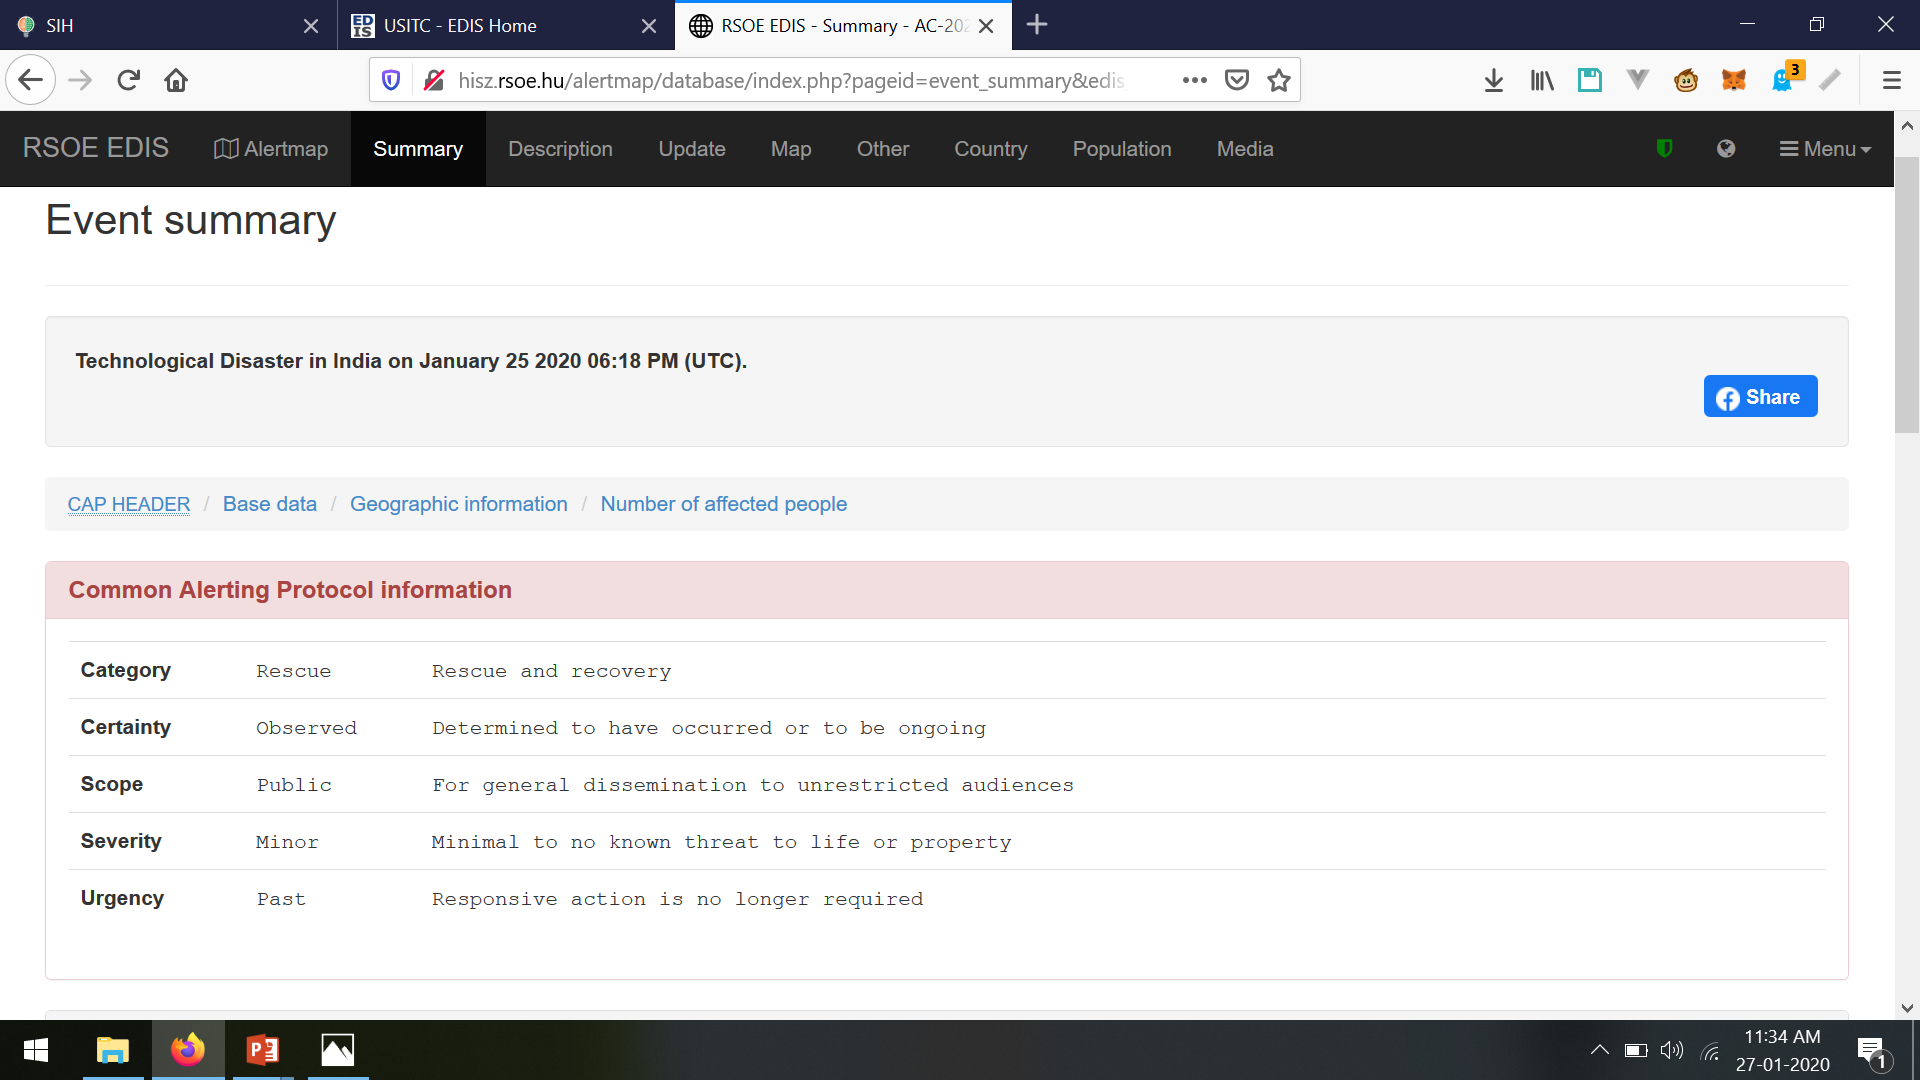 SIH
USITC - EDIS Home
RSOE EDIS - Summary - AC-202
hisz.rsoe.hu/alertmap/database/index.php?pageid=event_summary&edis_
3
RSOE EDIS Alertmap Summary Description Update Map Other Country Population Media Menu
Event summary
Technological Disaster in India on January 25 2020 06:18 PM (UTC).
Share
CAP HEADER / Base data / Geographic information / Number of affected people
Common Alerting Protocol information
Category Rescue Rescue and recovery
Certainty Observed Determined to have occurred or to be ongoing
Scope Public For general dissemination to unrestricted audiences
Severity Minor Minimal to no known threat to life or property
Urgency Past Responsive action is no longer required
11:34 AM
27-01-2020
1